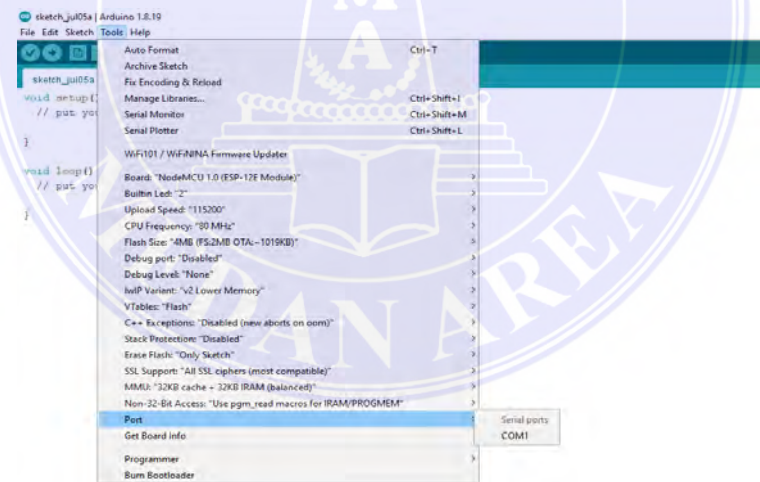 sketch_jul05a | Arduino 1.8.19
File Edit Sketch Tools Help
sketch_jul05a
void setup()
// put you
}
void loop()
// put you
}
Auto Format Ctrl+T
Archive Sketch
Fix Encoding & Reload
Manage Libraries... Ctrl+Shift+I
Serial Monitor Ctrl+Shift+M
Serial Plotter Ctrl+Shift+L
WiFi101 / WiFiNINA Firmware Updater
Board: "NodeMCU 1.0 (ESP-12E Module)"
Builtin Led: "2"
Upload Speed: "115200"
CPU Frequency: "80 MHz"
Flash Size: "4MB (FS:2MB OTA:~1019KB)"
Debug port: "Disabled"
Debug Level: "None"
lwIP Variant: "v2 Lower Memory"
VTables: "Flash"
C++ Exceptions: "Disabled (new aborts on oom)"
Stack Protection: "Disabled"
Erase Flash: "Only Sketch"
SSL Support: "All SSL ciphers (most compatible)"
MMU: "32KB cache + 32KB IRAM (balanced)"
Non-32-Bit Access: "Use pgm_read macros for IRAM/PROGMEM"
Port
Serial ports
COM1
Get Board Info
Programmer
Burn Bootloader
MEDAN AREA